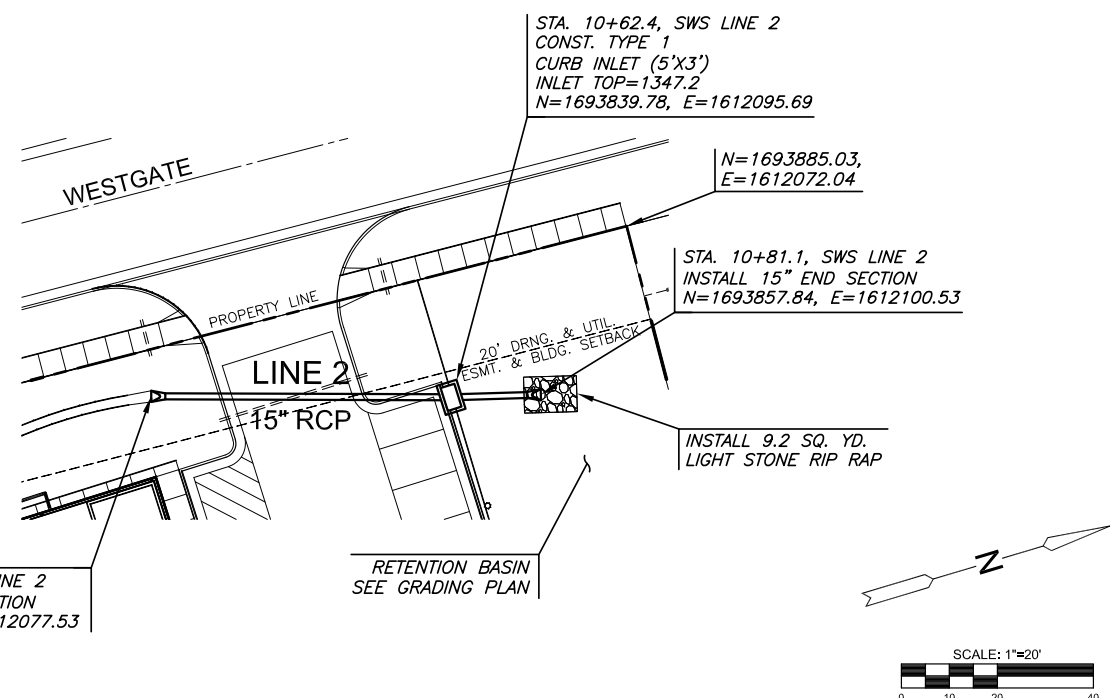 STA. 10+62.4, SWS LINE 2
CONST. TYPE 1
CURB INLET (5'X3')
INLET TOP=1347.2
N=1693839.78, E=1612095.69
WESTGATE
N=1693885.03,
E=1612072.04
STA. 10+81.1, SWS LINE 2
INSTALL 15" END SECTION
N=1693857.84, E=1612100.53
PROPERTY LINE
20' DRNG. & UTIL.
ESMT. & BLDG. SETBACK
LINE 2
15" RCP
INSTALL 9.2 SQ. YD.
LIGHT STONE RIP RAP
RETENTION BASIN
SEE GRADING PLAN
NE 2
TION
12077.53
N
SCALE: 1"=20'
0 10 20 40